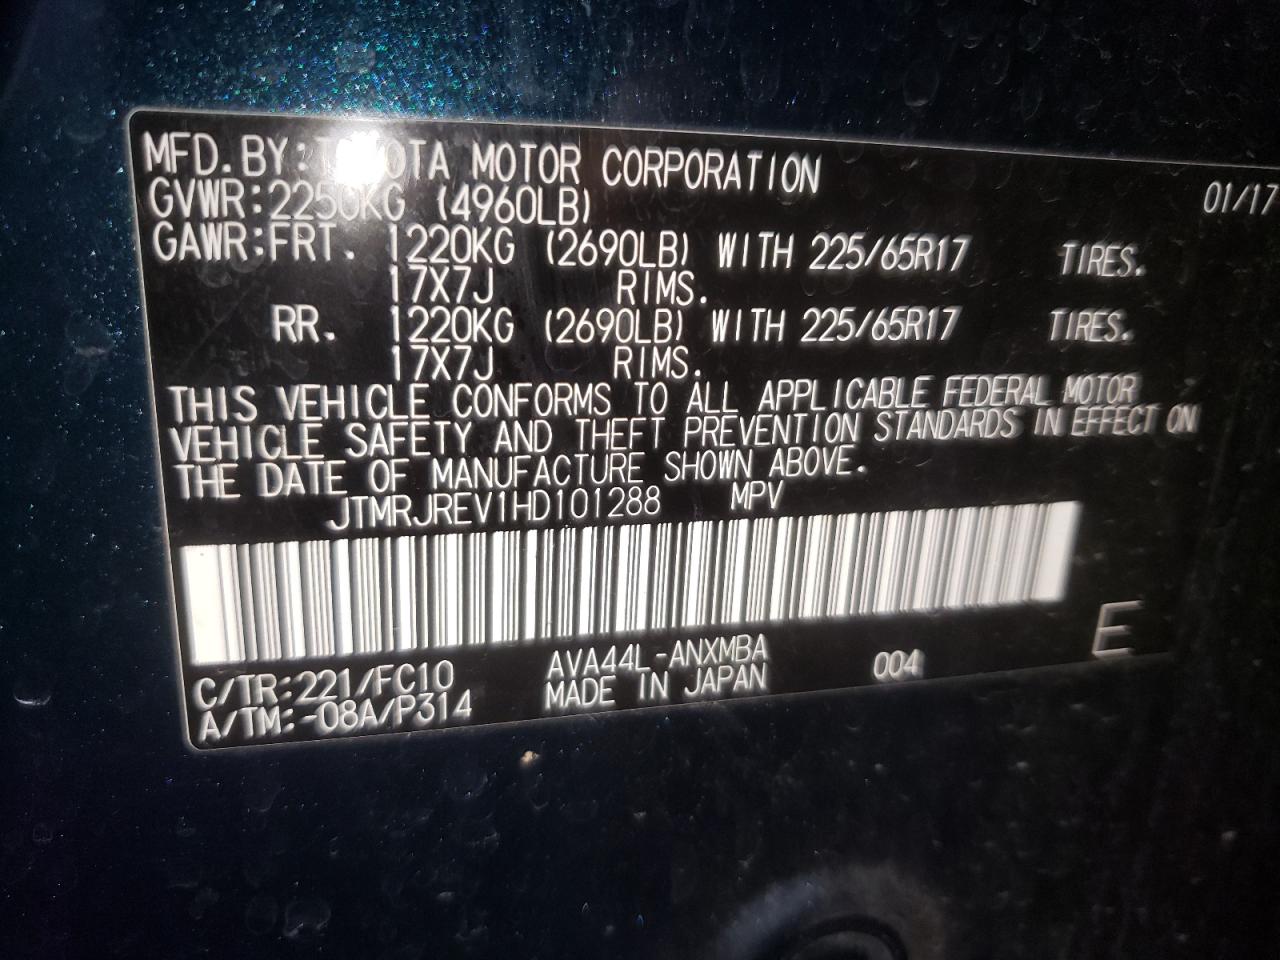 MFD.BY:TOYOTA MOTOR CORPORATION 01/17
GVWR:2250KG (4960LB)
GAWR:FRT. 1220KG (2690LB) WITH 225/65R17 TIRES.
17X7J RIMS.
RR. 1220KG (2690LB) WITH 225/65R17 TIRES.
17X7J RIMS.
THIS VEHICLE CONFORMS TO ALL APPLICABLE FEDERAL MOTOR
VEHICLE SAFETY AND THEFT PREVENTION STANDARDS IN EFFECT ON
THE DATE OF MANUFACTURE SHOWN ABOVE.
JTMRJREV1HD101288 MPV
C/TR:221/FC10 AVA44L-ANXMBA 004 E
A/TM:-08A/P314 MADE IN JAPAN